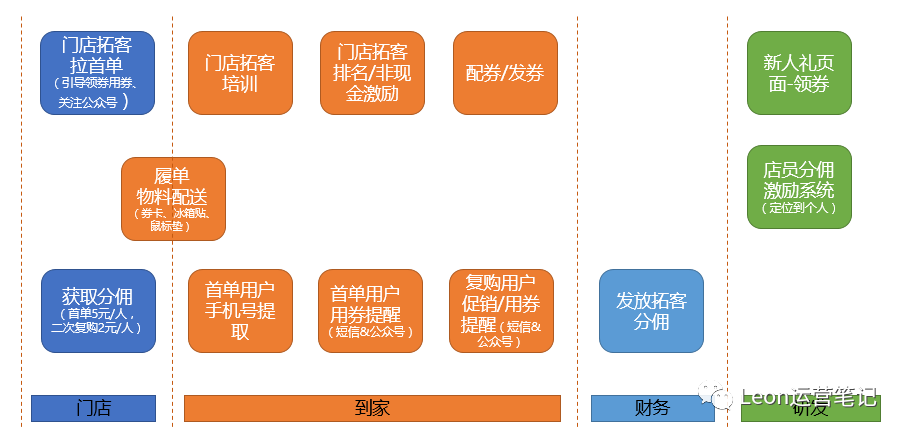 门店拓客
拉首单
（引导领券用券、
关注公众号）
门店拓客
培训
门店拓客
排名/非现
金激励
配券/发券
新人礼页
面-领券
履单
物料配送
（券卡、冰箱贴、
鼠标垫）
店员分佣
激励系统
（定位到个人）
获取分佣
（首单5元/人，
二次复购2元/人）
首单用户
手机号提
取
首单用户
用券提醒
（短信&公众号）
复购用户
促销/用券
提醒（短信&
公众号）
发放拓客
分佣
门店
到家
财务
研发
Leon运营笔记